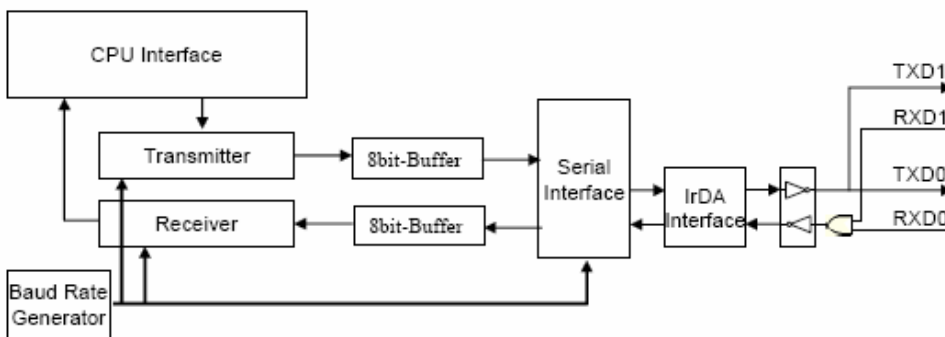 CPU Interface
Transmitter
8bit-Buffer
Receiver
8bit-Buffer
Baud Rate
Generator
Serial
Interface
IrDA
Interface
TXD1
RXD1
TXD0
RXD0